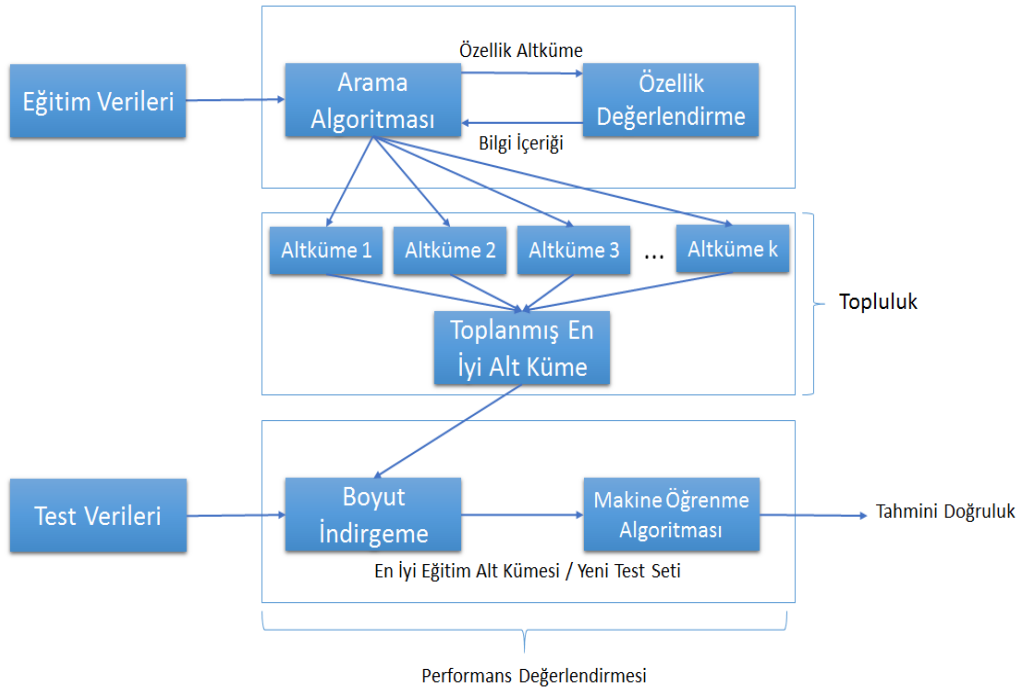 Özellik Altküme
Eğitim Verileri
Arama
Algoritması
Özellik
Değerlendirme
Bilgi İçeriği
Altküme 1
Altküme 2
Altküme 3
...
Altküme k
Topluluk
Toplanmış En
İyi Alt Küme
Test Verileri
Boyut
İndirgeme
Makine Öğrenme
Algoritması
Tahmini Doğruluk
En İyi Eğitim Alt Kümesi / Yeni Test Seti
Performans Değerlendirmesi